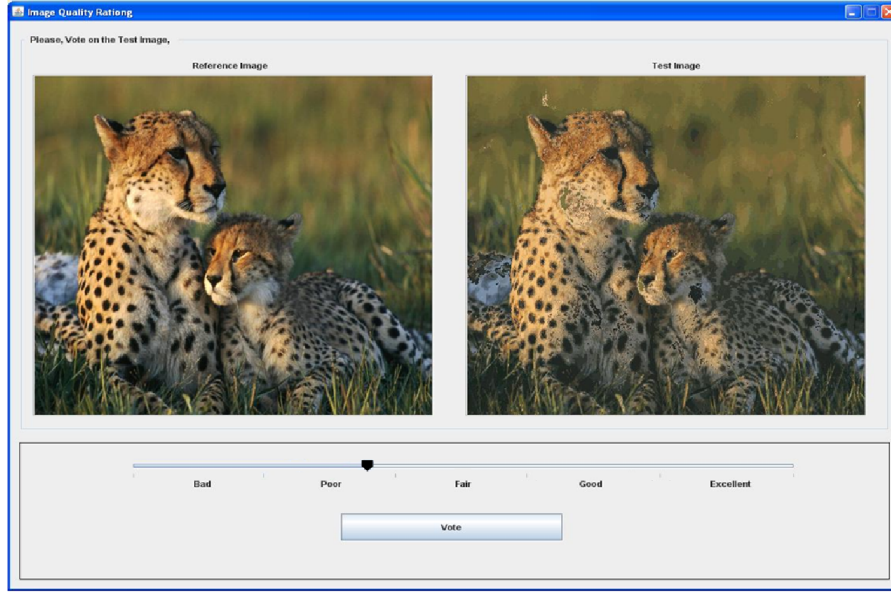 Image Quality Rationg
Please, Vote on the Test Image,
Reference Image
Test Image
Bad
Poor
Fair
Good
Excellent
Vote